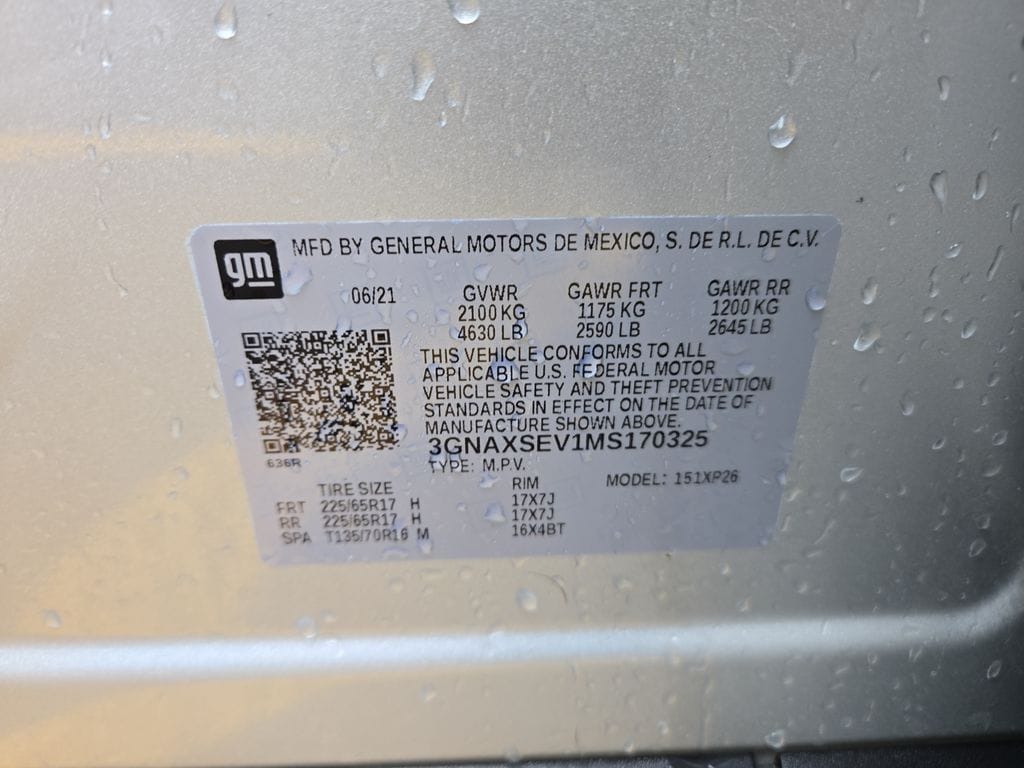 gm
MFD BY GENERAL MOTORS DE MEXICO, S. DE R.L. DE C.V.
06/21 GVWR GAWR FRT GAWR RR
2100 KG 1175 KG 1200 KG
4630 LB 2590 LB 2645 LB
THIS VEHICLE CONFORMS TO ALL
APPLICABLE U.S. FEDERAL MOTOR
VEHICLE SAFETY AND THEFT PREVENTION
STANDARDS IN EFFECT ON THE DATE OF
MANUFACTURE SHOWN ABOVE.
3GNAXSEV1MS170325
636R
TYPE: M.P.V.
MODEL: 151XP26
TIRE SIZE RIM
FRT 225/65R17 H 17X7J
RR 225/65R17 H 17X7J
SPA T135/70R16 M 16X4BT